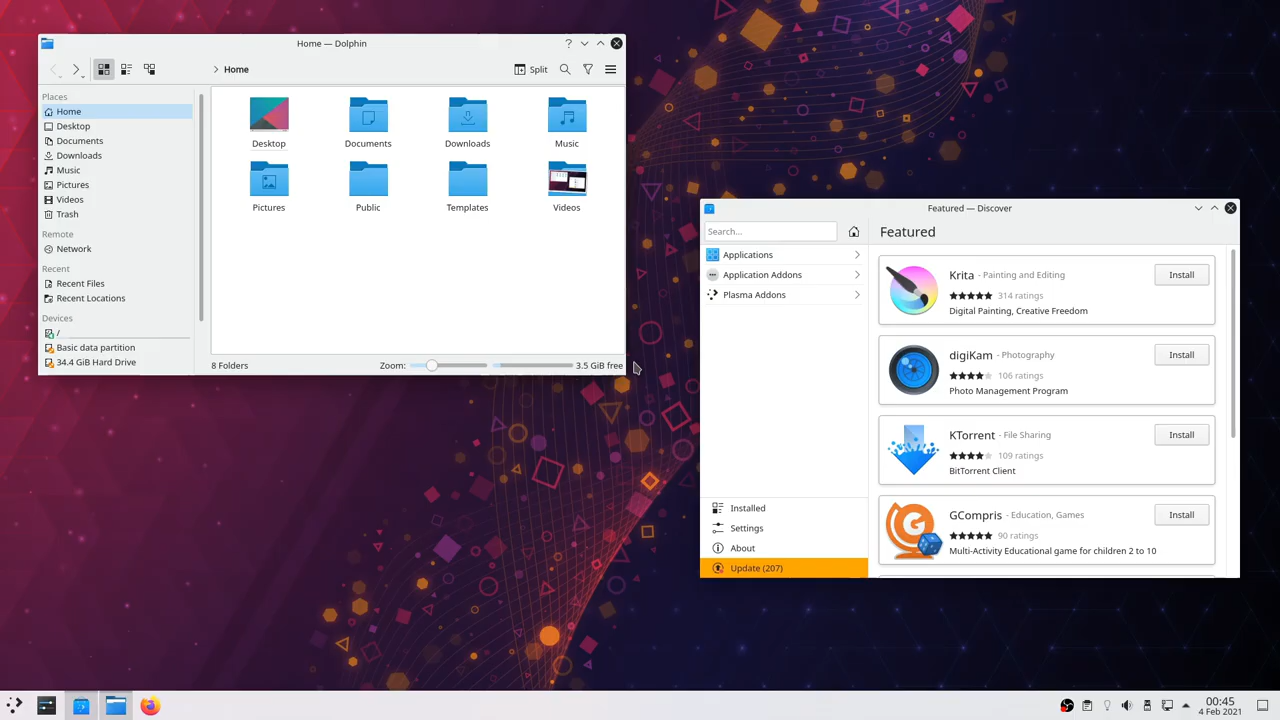 Home — Dolphin
?
Home
Split
Places
Home
Desktop
Documents
Downloads
Music
Pictures
Videos
Trash
Remote
Network
Recent
Recent Files
Recent Locations
Devices
/
Basic data partition
34.4 GiB Hard Drive
Desktop
Documents
Downloads
Music
Pictures
Public
Templates
Videos
8 Folders
Zoom:
3.5 GiB free
Featured — Discover
Search...
Featured
Applications
Application Addons
Plasma Addons
Krita - Painting and Editing
Install
314 ratings
Digital Painting, Creative Freedom
digiKam - Photography
Install
106 ratings
Photo Management Program
KTorrent - File Sharing
Install
109 ratings
BitTorrent Client
GCompris - Education, Games
Install
90 ratings
Multi-Activity Educational game for children 2 to 10
Installed
Settings
About
Update (207)
00:45
4 Feb 2021